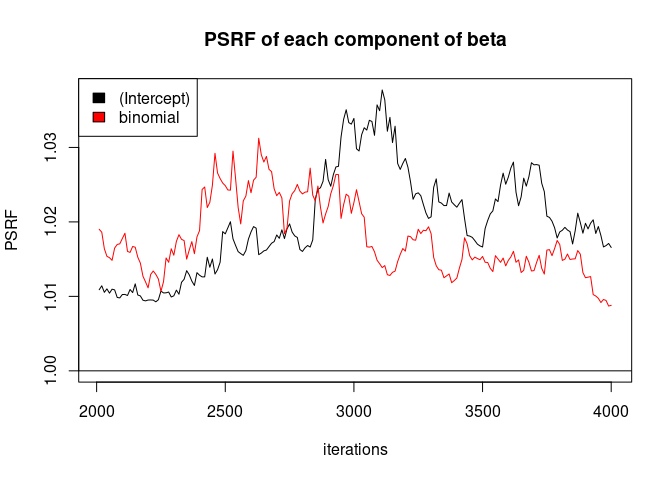 PSRF of each component of beta
(Intercept)
binomial
PSRF
1.03
1.02
1.01
1.00
2000 2500 3000 3500 4000
iterations